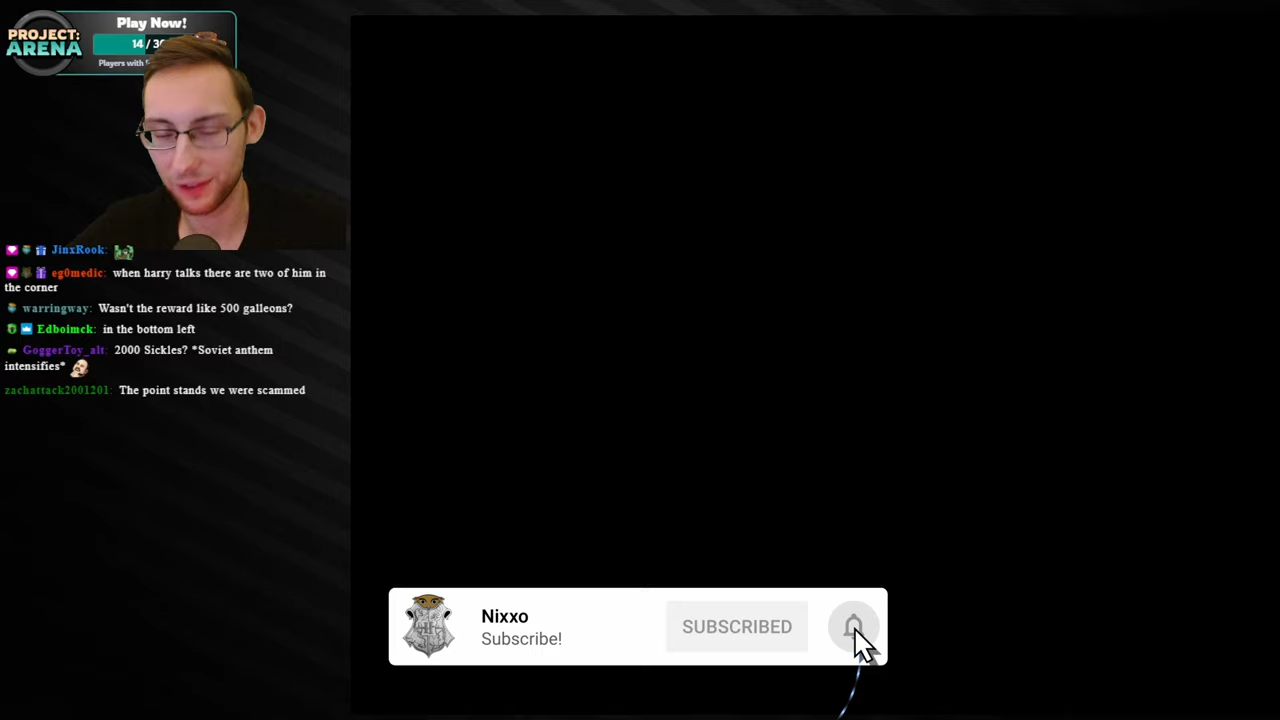 PROJECT:
ARENA
Play Now!
14 / 30
Players with
JinxRook:
eg0medic: when harry talks there are two of him in
the corner
warringway: Wasn't the reward like 500 galleons?
Edboimck: in the bottom left
GoggerToy_alt: 2000 Sickles? *Soviet anthem
intensifies*
zachattack2001201: The point stands we were scammed
Nixxo
Subscribe!
SUBSCRIBED